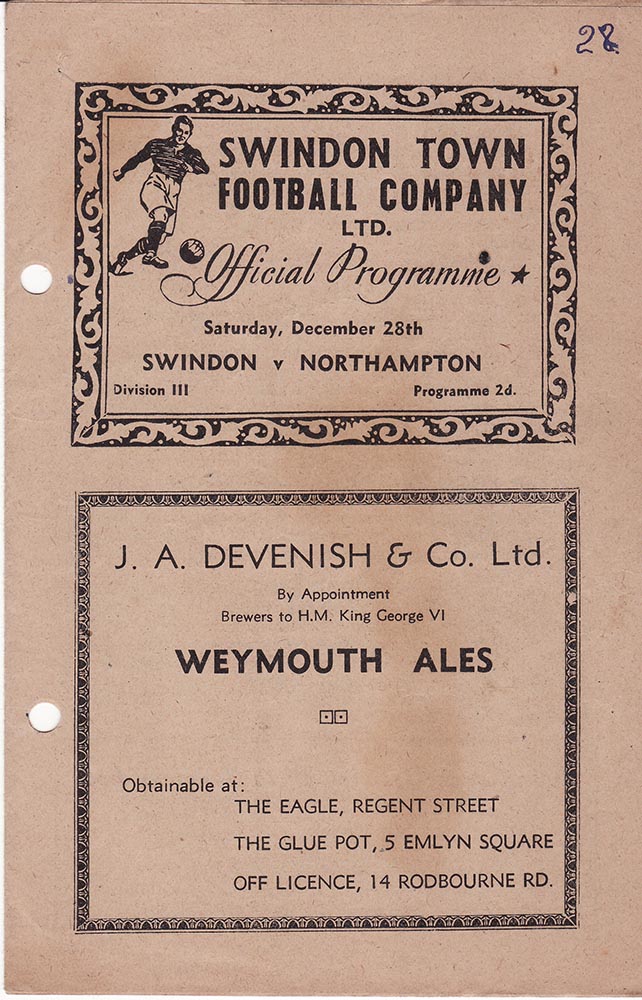 28
SWINDON TOWN
FOOTBALL COMPANY
LTD.
Official Programme
Saturday, December 28th
SWINDON v NORTHAMPTON
Division III Programme 2d.
J. A. DEVENISH & Co. Ltd.
By Appointment
Brewers to H.M. King George VI
WEYMOUTH ALES
Obtainable at:
THE EAGLE, REGENT STREET
THE GLUE POT, 5 EMLYN SQUARE
OFF LICENCE, 14 RODBOURNE RD.